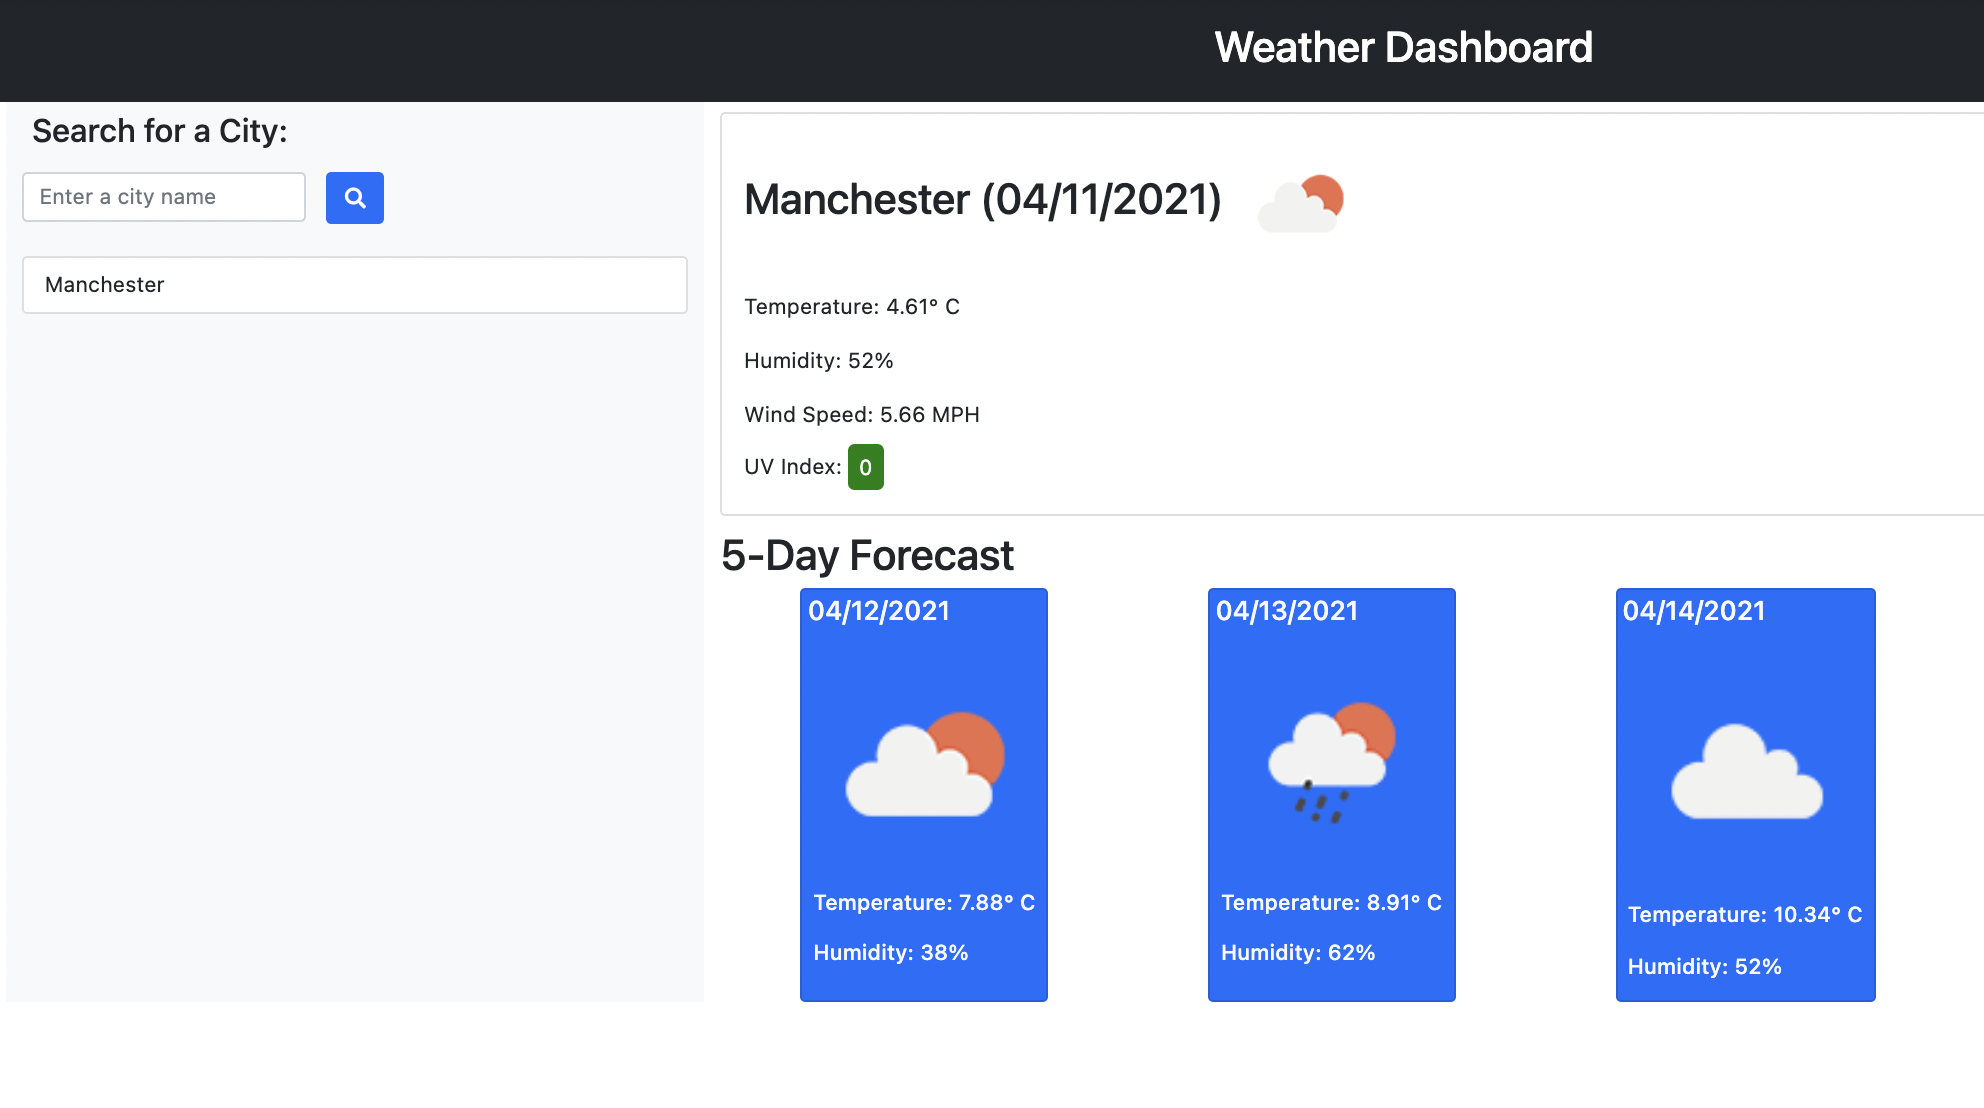 Weather Dashboard
Search for a City:
Enter a city name
Manchester
Manchester (04/11/2021)
Temperature: 4.61° C
Humidity: 52%
Wind Speed: 5.66 MPH
UV Index: 0
5-Day Forecast
04/12/2021
Temperature: 7.88° C
Humidity: 38%
04/13/2021
Temperature: 8.91° C
Humidity: 62%
04/14/2021
Temperature: 10.34° C
Humidity: 52%